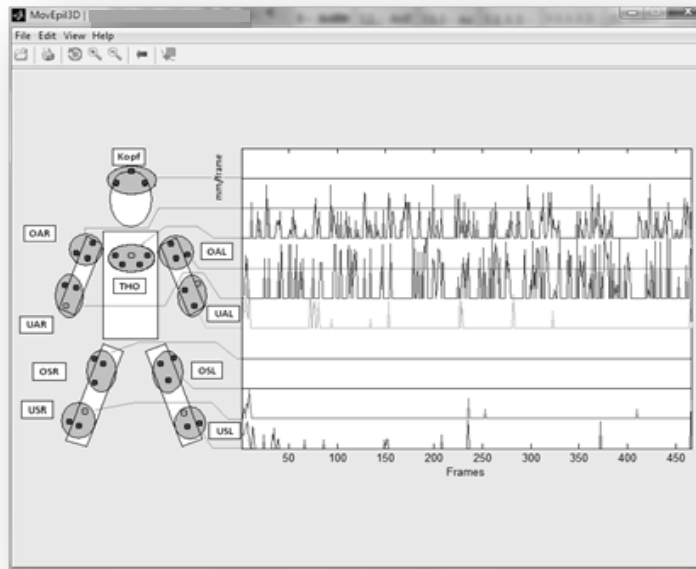 MovEpil3D |
File Edit View Help
Kopf
mm/frame
OAR
OAL
THO
UAR
UAL
OSR
OSL
USR
USL
50 100 150 200 250 300 350 400 450
Frames